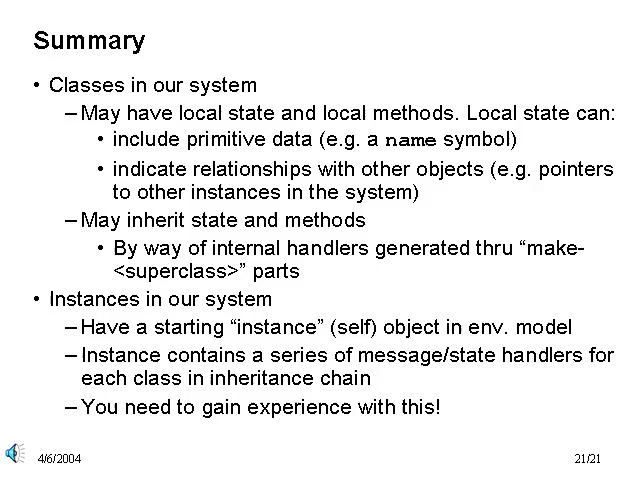 Summary
• Classes in our system
– May have local state and local methods. Local state can:
• include primitive data (e.g. a name symbol)
• indicate relationships with other objects (e.g. pointers
to other instances in the system)
– May inherit state and methods
• By way of internal handlers generated thru “make-
<superclass>” parts
• Instances in our system
– Have a starting “instance” (self) object in env. model
– Instance contains a series of message/state handlers for
each class in inheritance chain
– You need to gain experience with this!
4/6/2004
21/21